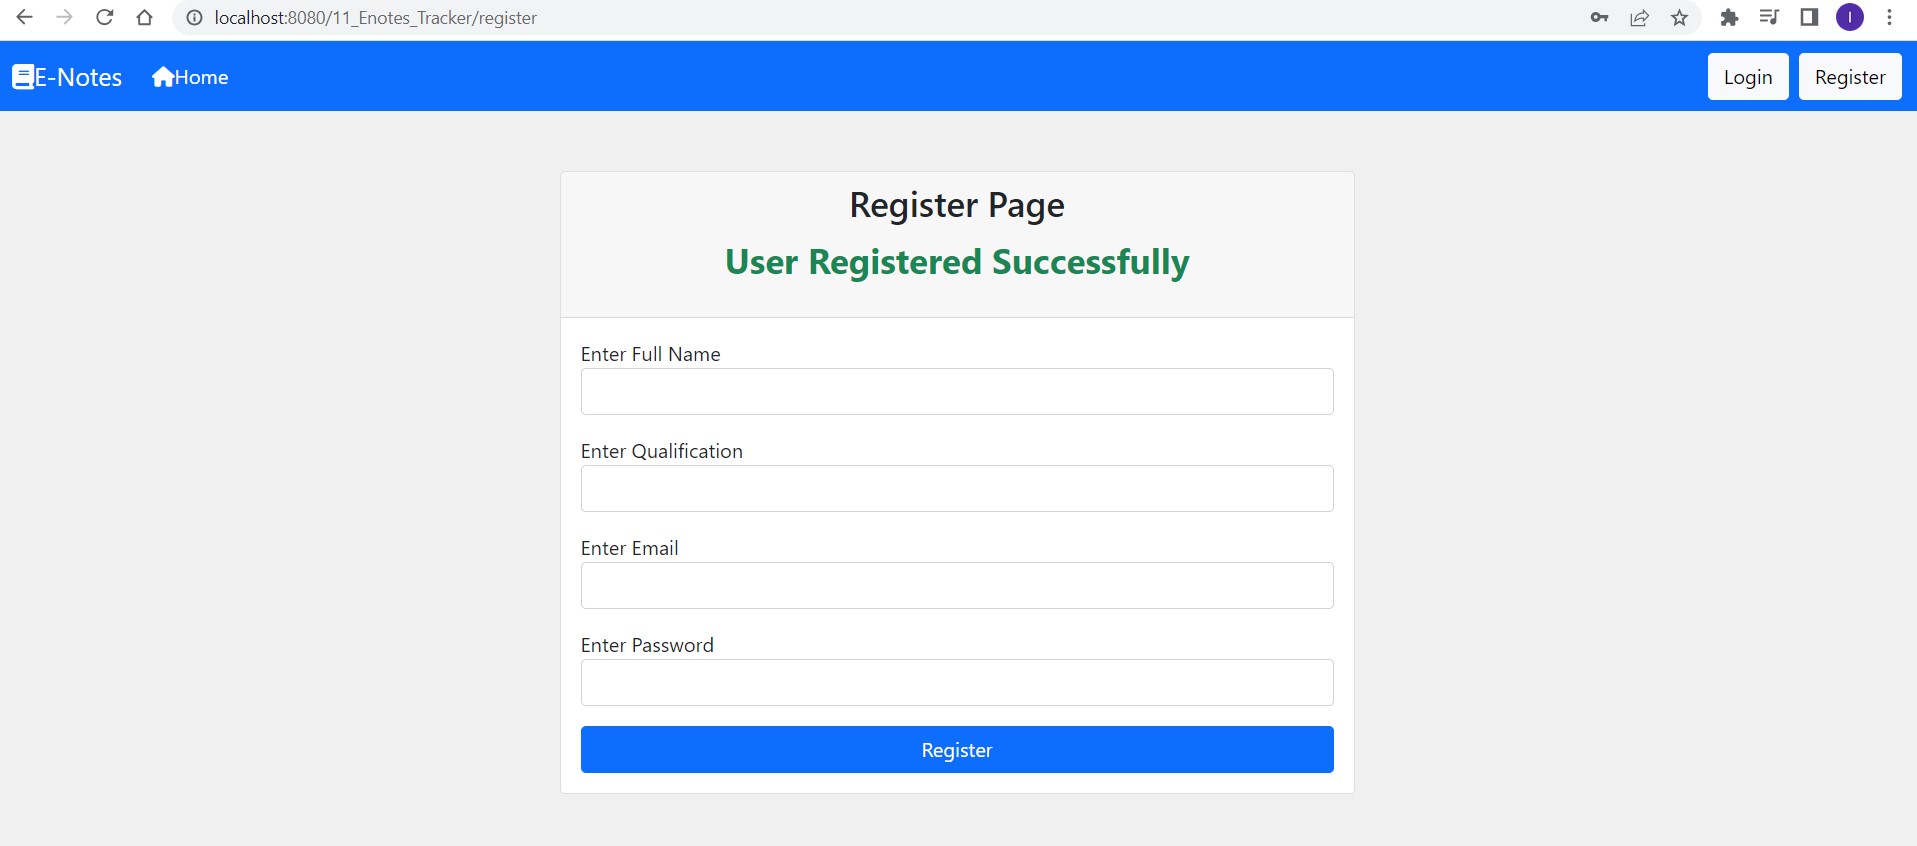 localhost:8080/11_Enotes_Tracker/register
I
E-Notes Home Login Register
Register Page
User Registered Successfully
Enter Full Name
Enter Qualification
Enter Email
Enter Password
Register